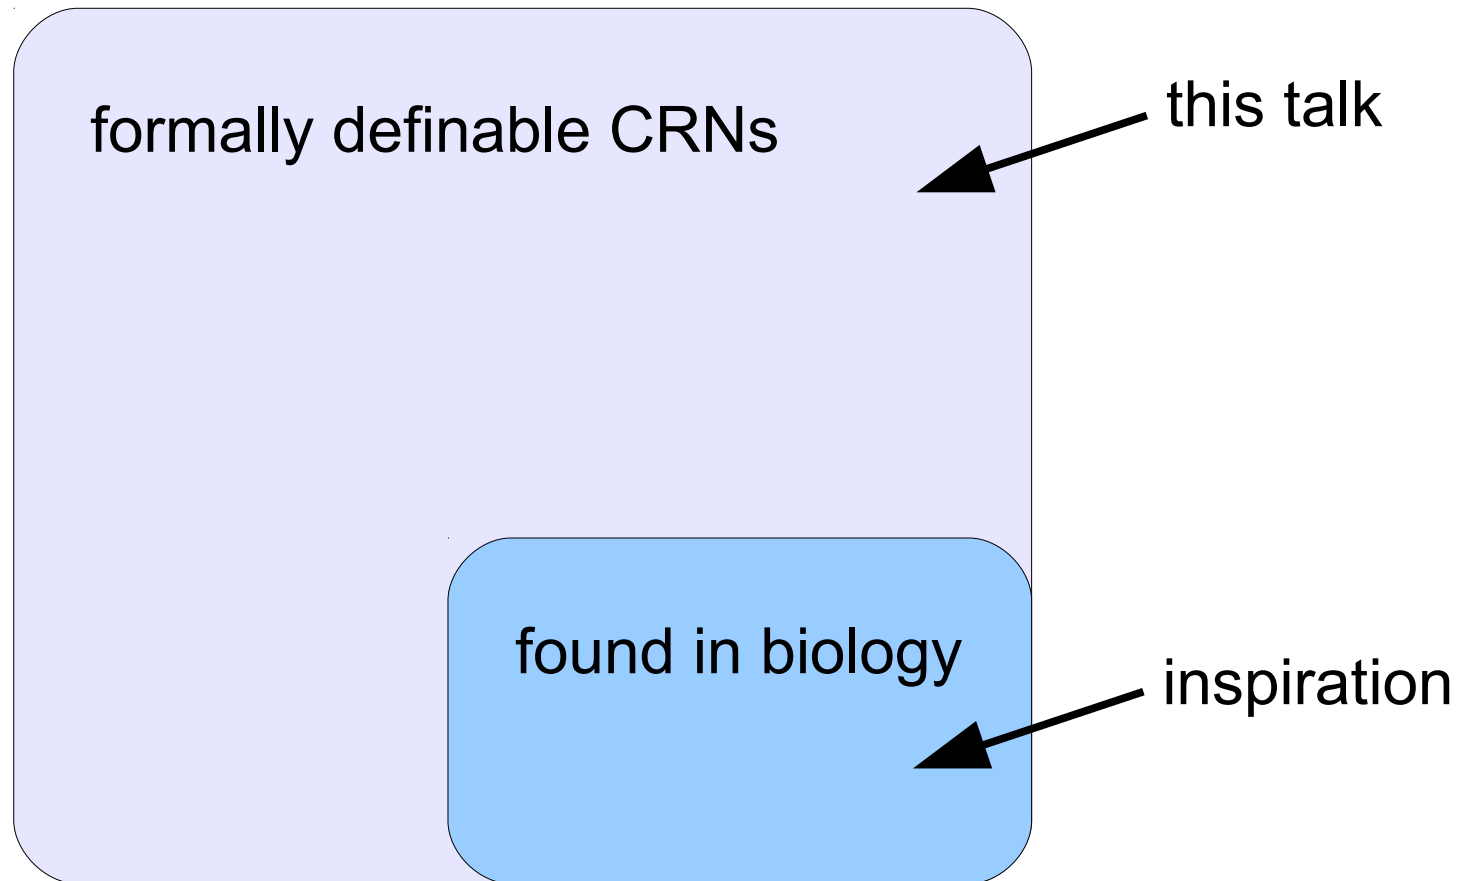 formally definable CRNs
this talk
found in biology
inspiration